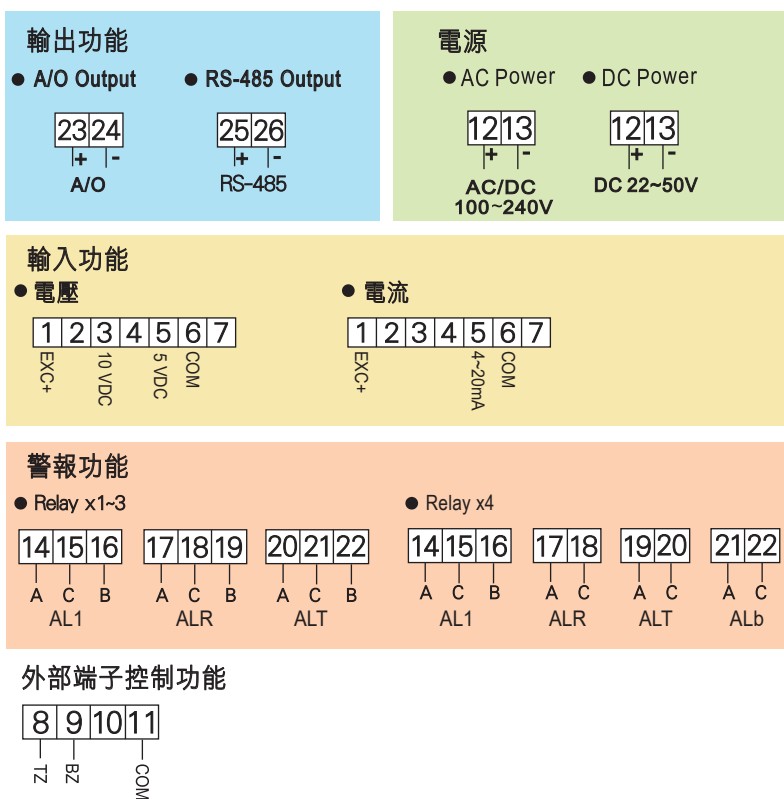 輸出功能
● A/O Output ● RS-485 Output
23 24 25 26
+ - + -
A/O RS-485
電源
● AC Power ● DC Power
12 13 12 13
+ - + -
AC/DC DC 22~50V
100~240V
輸入功能
● 電壓 ● 電流
1 2 3 4 5 6 7 1 2 3 4 5 6 7
EXC+ 10 VDC 5 VDC COM EXC+ 4~20mA COM
警報功能
● Relay x1~3 ● Relay x4
14 15 16 17 18 19 20 21 22 14 15 16 17 18 19 20 21 22
A C B A C B A C B A C B A C A C A C
AL1 ALR ALT AL1 ALR ALT ALb
外部端子控制功能
8 9 10 11
TZ BZ COM